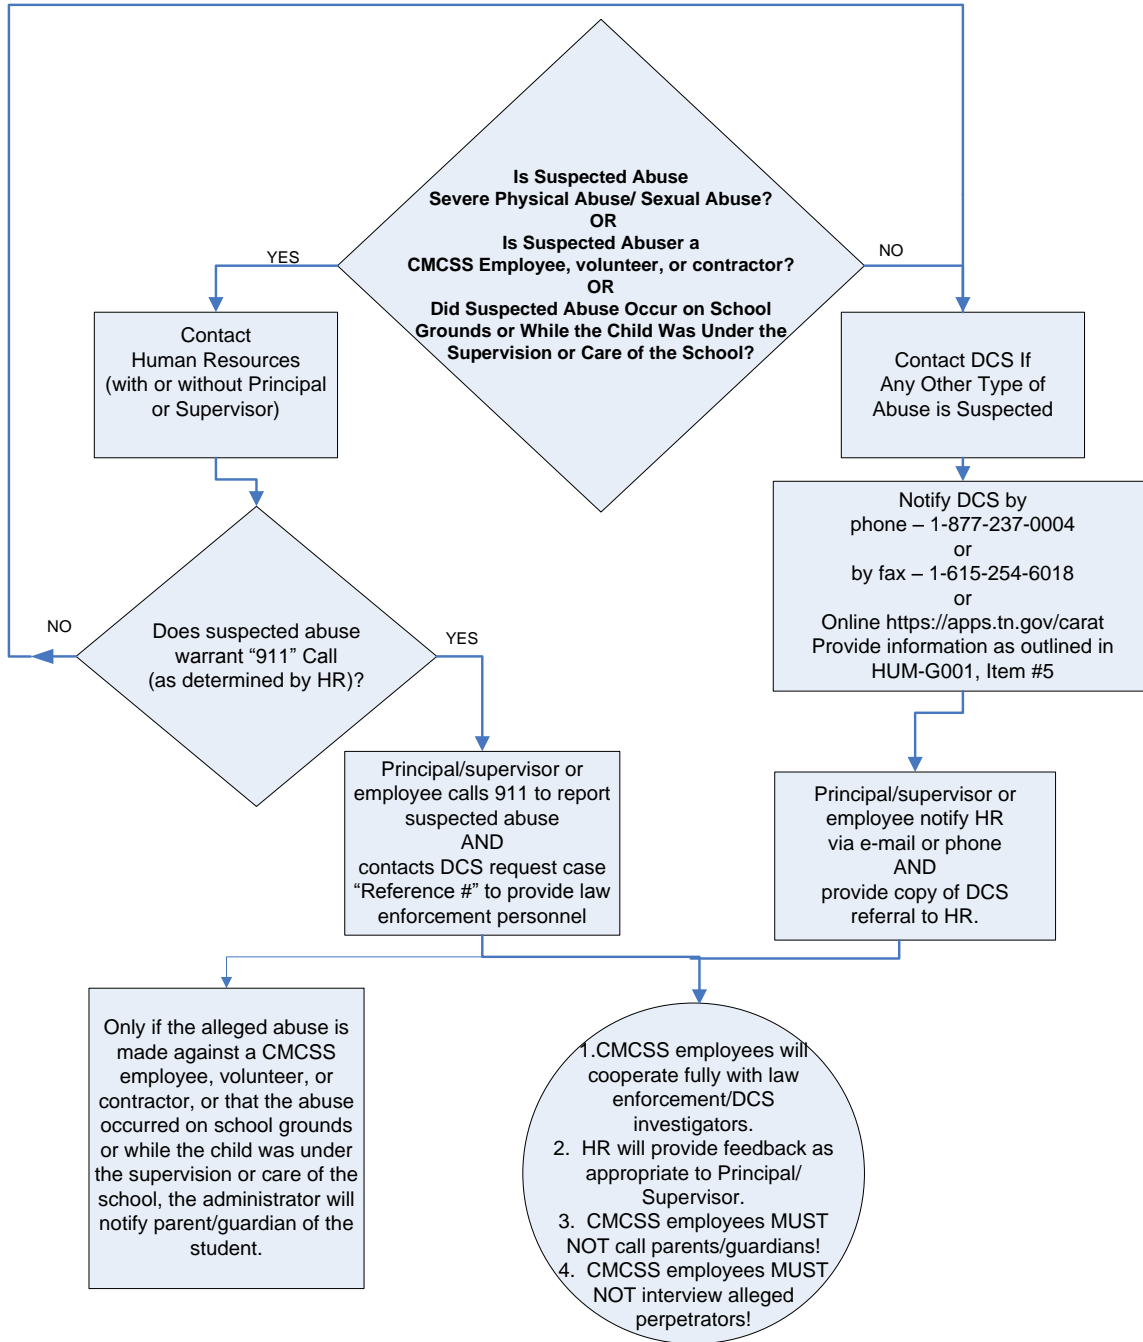 Is Suspected Abuse
Severe Physical Abuse/ Sexual Abuse?
OR
Is Suspected Abuser a
CMCSS Employee, volunteer, or contractor?
OR
Did Suspected Abuse Occur on School
Grounds or While the Child Was Under the
Supervision or Care of the School?
YES
NO
Contact
Human Resources
(with or without Principal
or Supervisor)
Contact DCS If
Any Other Type of
Abuse is Suspected
Notify DCS by
phone – 1-877-237-0004
or
by fax – 1-615-254-6018
or
Online https://apps.tn.gov/carat
Provide information as outlined in
HUM-G001, Item #5
NO
Does suspected abuse
warrant “911” Call
(as determined by HR)?
YES
Principal/supervisor or
employee calls 911 to report
suspected abuse
AND
contacts DCS request case
“Reference #” to provide law
enforcement personnel
Principal/supervisor or
employee notify HR
via e-mail or phone
AND
provide copy of DCS
referral to HR.
Only if the alleged abuse is
made against a CMCSS
employee, volunteer, or
contractor, or that the abuse
occurred on school grounds
or while the child was under
the supervision or care of the
school, the administrator will
notify parent/guardian of the
student.
1.CMCSS employees will
cooperate fully with law
enforcement/DCS
investigators.
2. HR will provide feedback as
appropriate to Principal/
Supervisor.
3. CMCSS employees MUST
NOT call parents/guardians!
4. CMCSS employees MUST
NOT interview alleged
perpetrators!